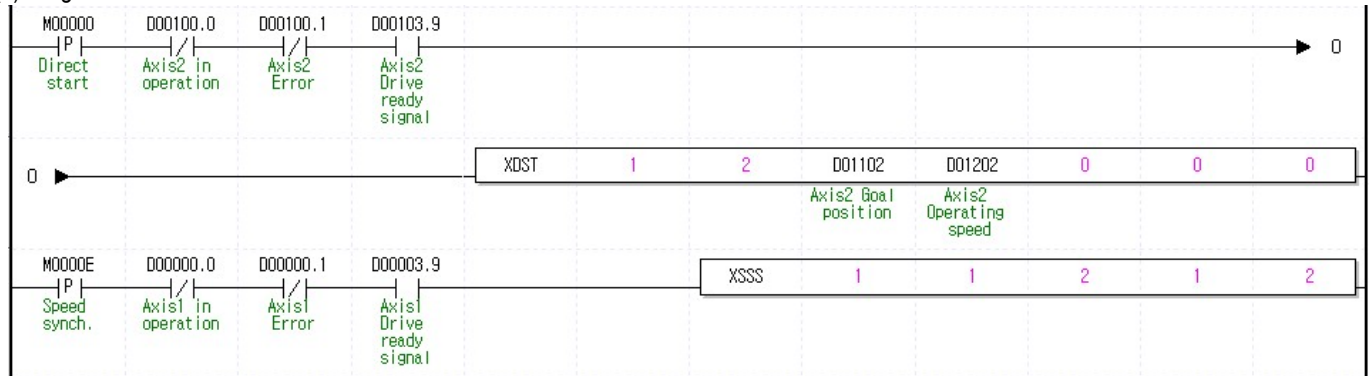 M00000 D00100.0 D00100.1 D00103.9
P
Direct start Axis2 in operation Axis2 Error Axis2 Drive ready signal
0
0 XDST 1 2 D01102 D01202 0 0 0
Axis2 Goal position Axis2 Operating speed
M0000E D00000.0 D00000.1 D00003.9
P XSSS 1 1 2 1 2
Speed synch. Axis1 in operation Axis1 Error Axis1 Drive ready signal